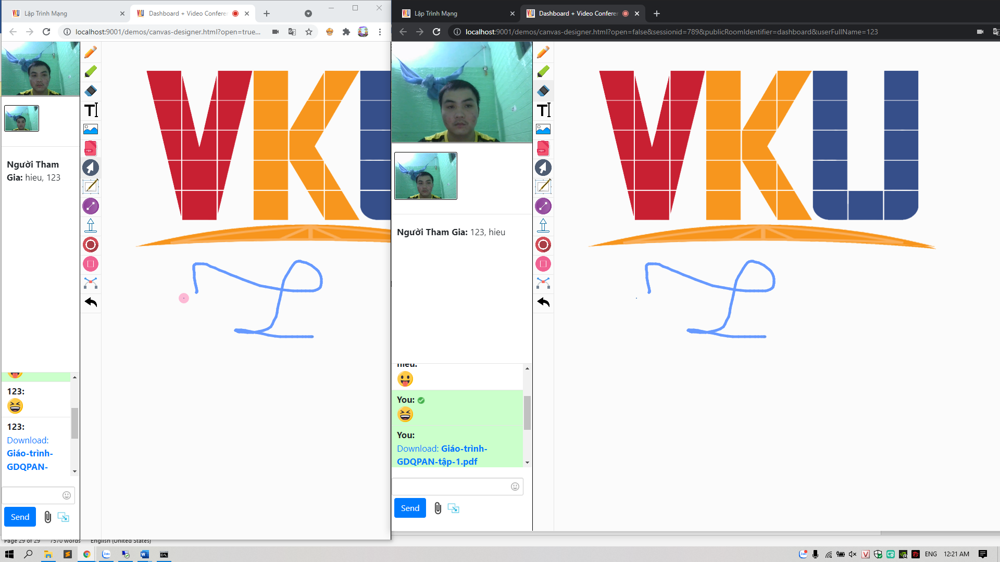 Lập Trình Mạng
Dashboard + Video Conferen
localhost:9001/demos/canvas-designer.html?open=true...
Người Tham
Gia: hieu, 123
VKU
123:
123:
Download:
Giáo-trình-
GDQPAN-
Send
Lập Trình Mạng
Dashboard + Video Conferen
localhost:9001/demos/canvas-designer.html?open=false&sessionid=789&publicRoomIdentifier=dashboard&userFullName=123
Người Tham Gia: 123, hieu
VKU
hieu:
You:
You:
Download: Giáo-trình-
GDQPAN-tập-1.pdf
Send
Page 29 of 29 7570 words English (United States)
ENG 12:21 AM